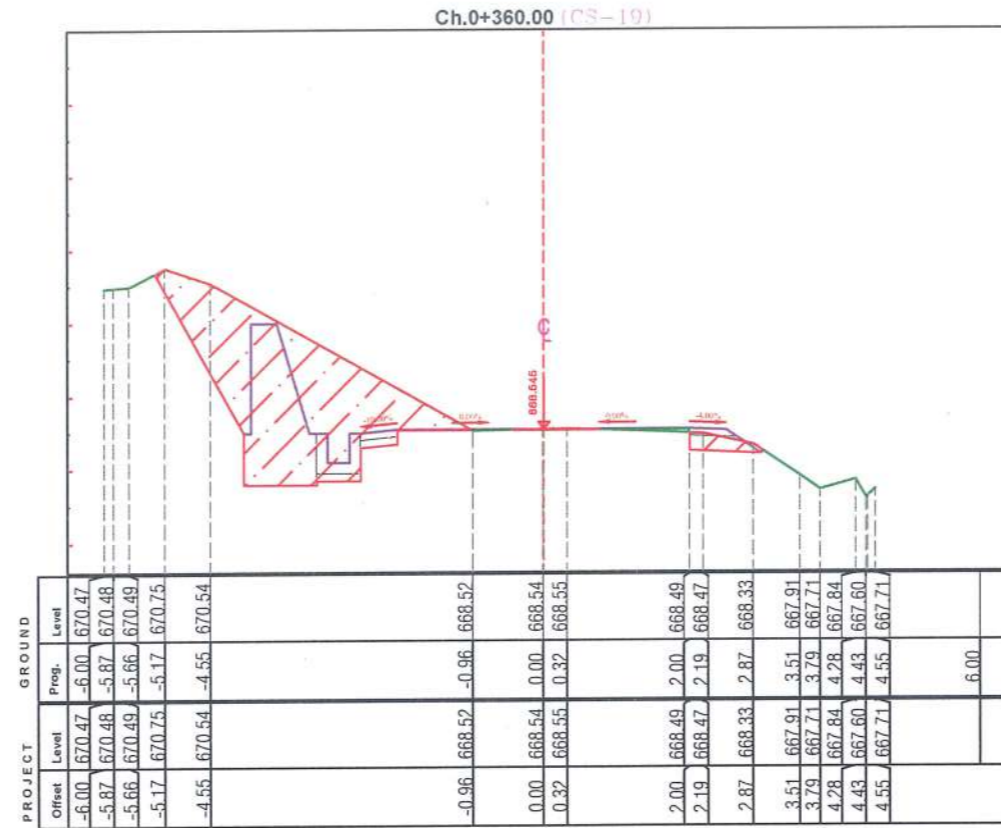 Ch.0+360.00 (CS-19)
668.646
0.00%
-4.00%
GROUND
Level 670.47 670.48 670.49 670.75 670.54 668.52 668.54 668.55 668.49 668.47 668.33 667.91 667.71 667.84 667.60 667.71
Prog. -6.00 -5.87 -5.66 -5.17 -4.55 -0.96 0.00 0.32 2.00 2.19 2.87 3.51 3.79 4.28 4.43 4.55 6.00
PROJECT
Level 670.47 670.48 670.49 670.75 670.54 668.52 668.54 668.55 668.49 668.47 668.33 667.91 667.71 667.84 667.60 667.71
Offset -6.00 -5.87 -5.66 -5.17 -4.55 -0.96 0.00 0.32 2.00 2.19 2.87 3.51 3.79 4.28 4.43 4.55